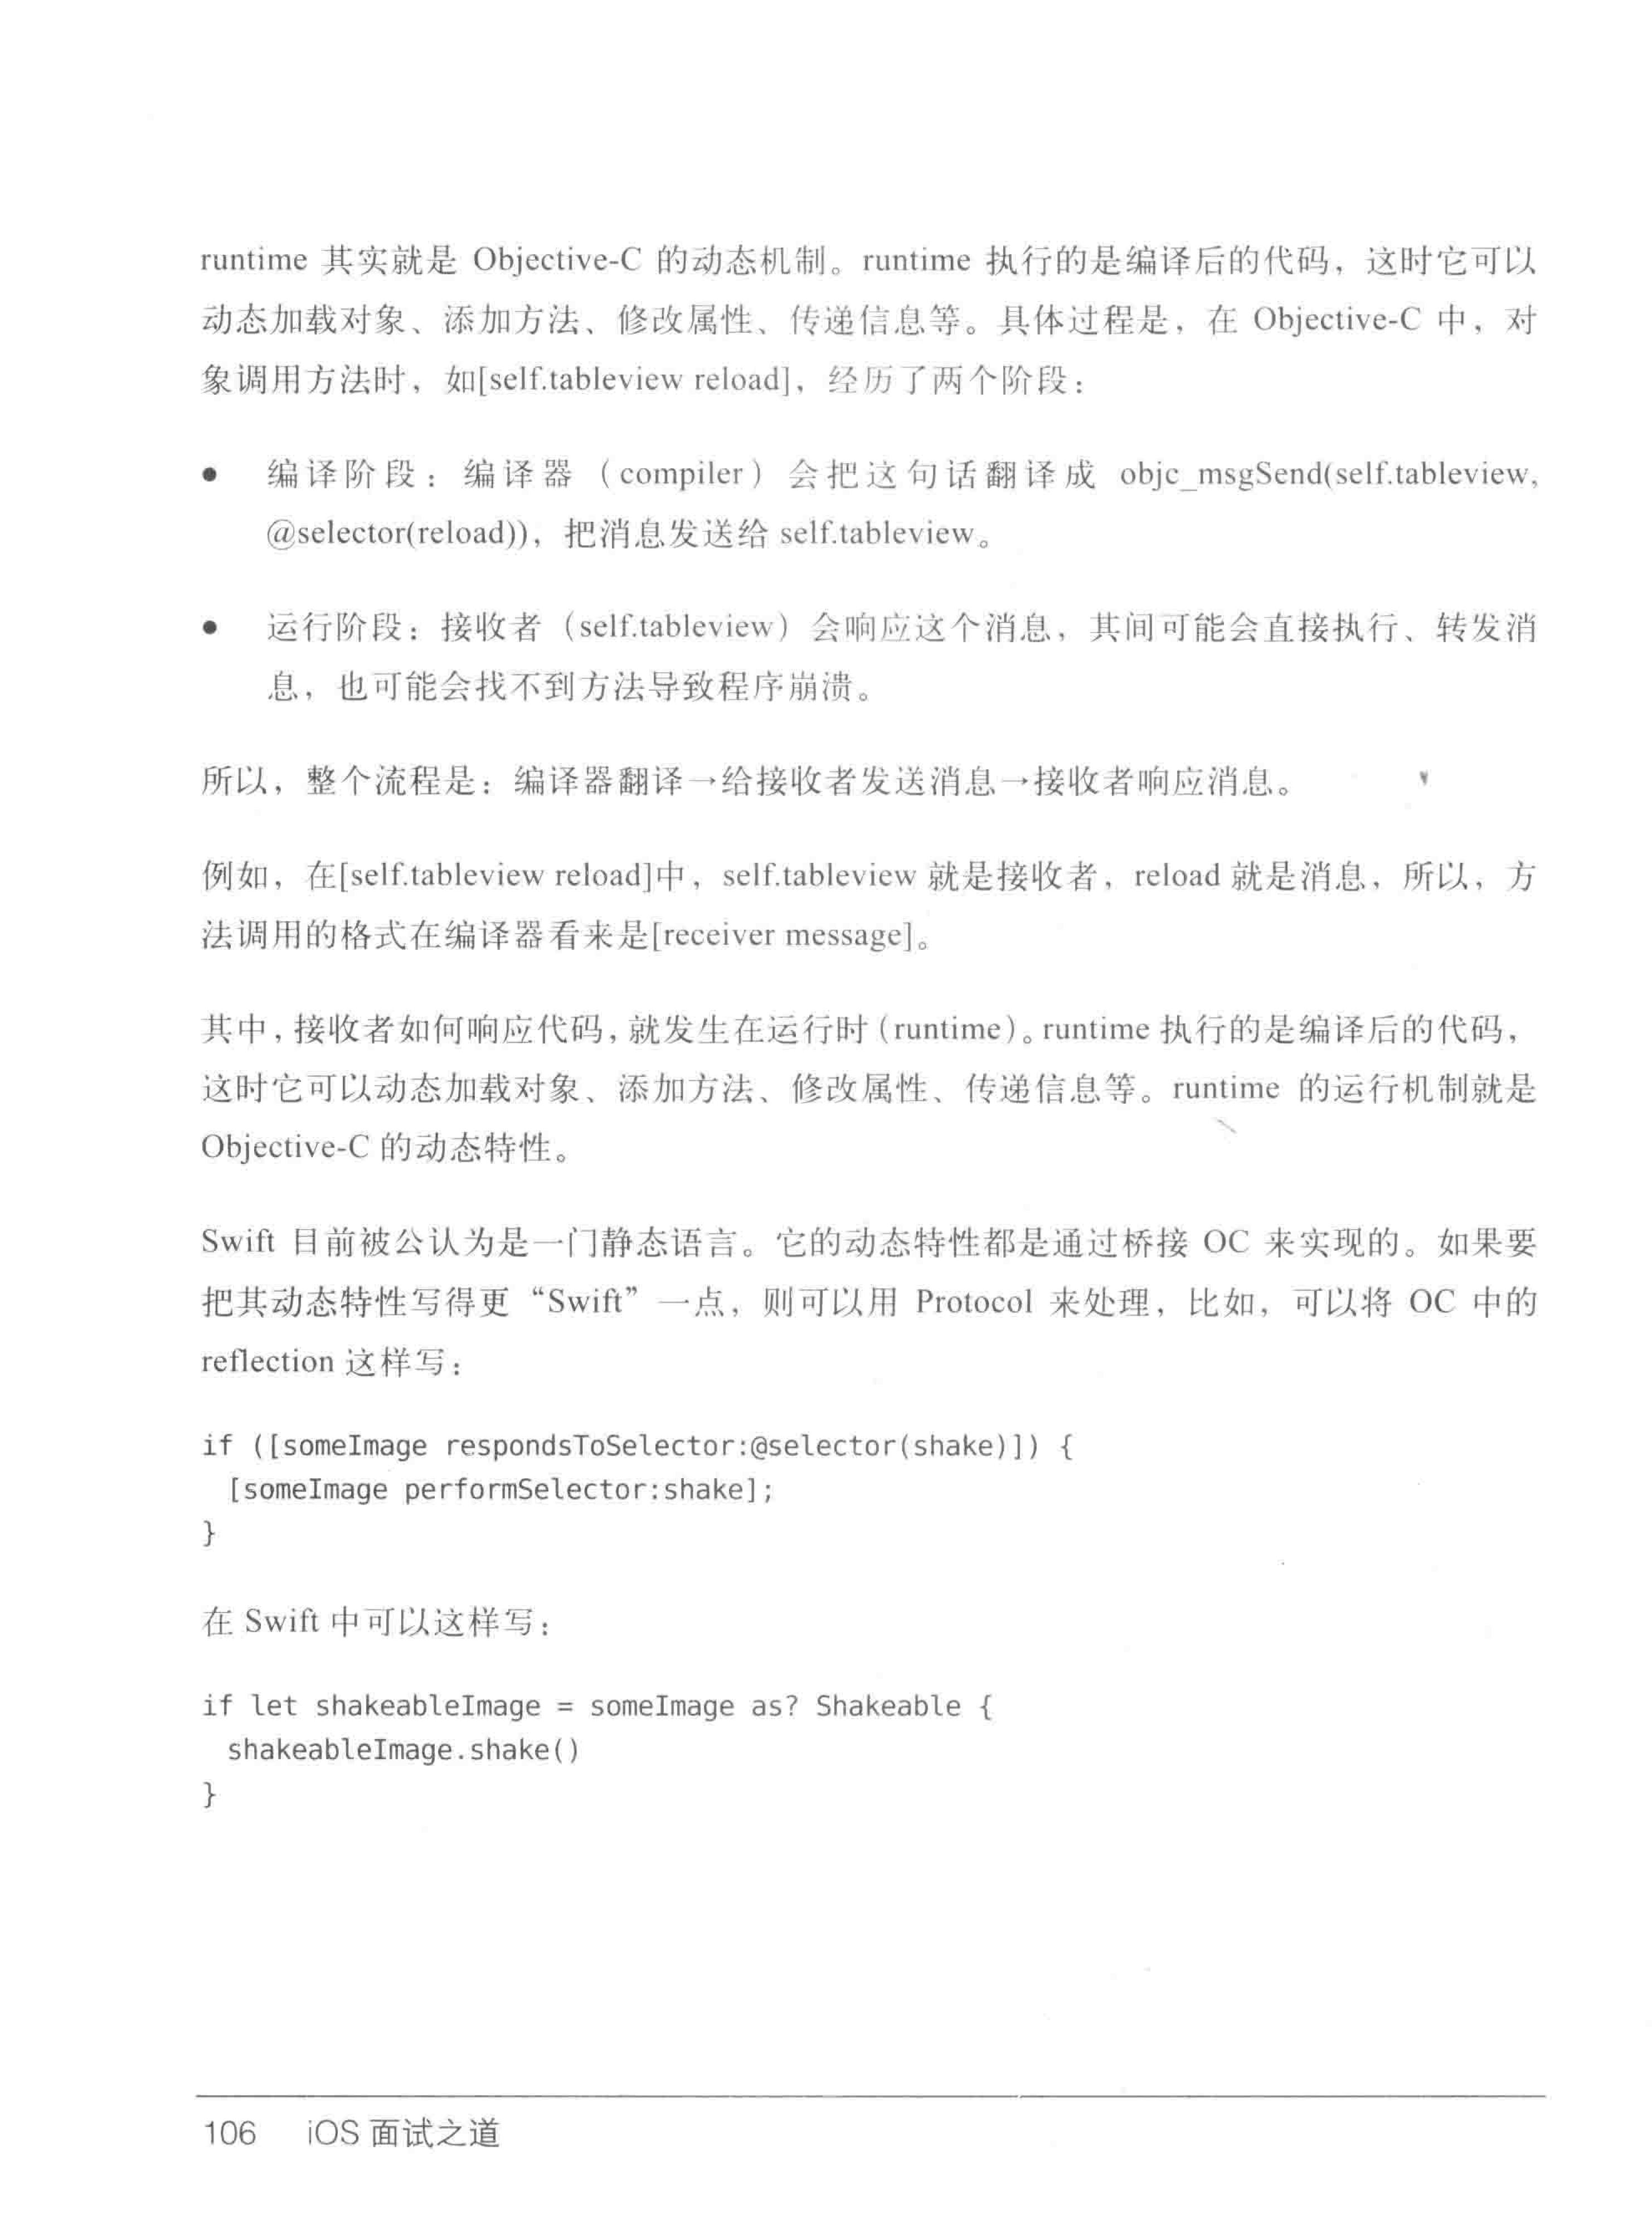 runtime 其实就是 Objective-C 的动态机制。runtime 执行的是编译后的代码，这时它可以
动态加载对象、添加方法、修改属性、传递信息等。具体过程是，在 Objective-C 中，对
象调用方法时，如[self.tableview reload]，经历了两个阶段：
● 编译阶段：编译器（compiler）会把这句话翻译成 objc_msgSend(self.tableview,
@selector(reload))，把消息发送给 self.tableview。
● 运行阶段：接收者（self.tableview）会响应这个消息，其间可能会直接执行、转发消
息，也可能会找不到方法导致程序崩溃。
所以，整个流程是：编译器翻译→给接收者发送消息→接收者响应消息。
例如，在[self.tableview reload]中，self.tableview 就是接收者，reload 就是消息，所以，方
法调用的格式在编译器看来是[receiver message]。
其中，接收者如何响应代码，就发生在运行时（runtime）。runtime 执行的是编译后的代码，
这时它可以动态加载对象、添加方法、修改属性、传递信息等。runtime 的运行机制就是
Objective-C 的动态特性。
Swift 目前被公认为是一门静态语言。它的动态特性都是通过桥接 OC 来实现的。如果要
把其动态特性写得更“Swift”一点，则可以用 Protocol 来处理，比如，可以将 OC 中的
reflection 这样写：
if ([someImage respondsToSelector:@selector(shake)]) {
[someImage performSelector:shake];
}
在 Swift 中可以这样写：
if let shakeableImage = someImage as? Shakeable {
shakeableImage.shake()
}
106 iOS 面试之道